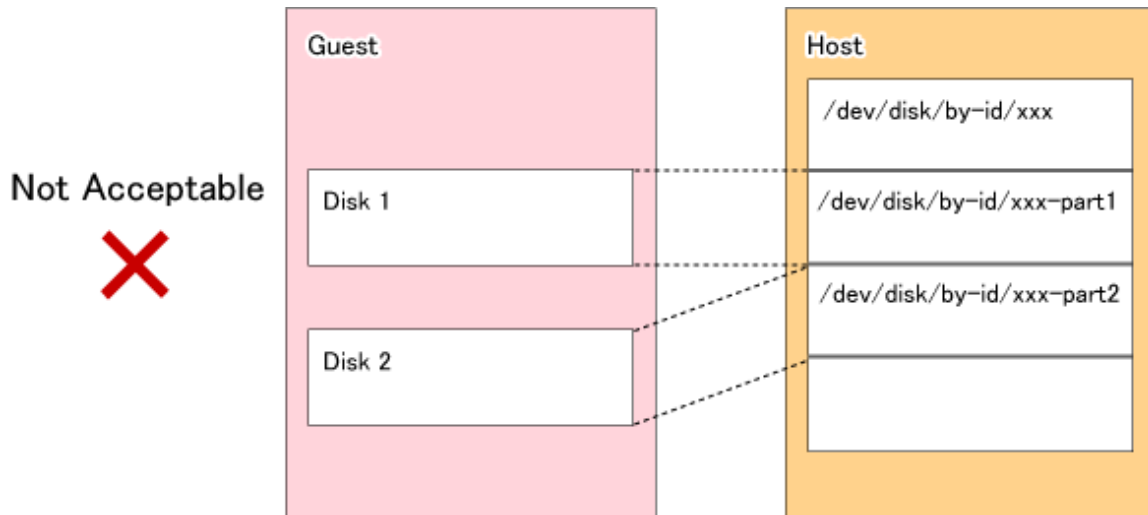 Guest
Host
/dev/disk/by-id/xxx
Not Acceptable
Disk 1
/dev/disk/by-id/xxx-part1
/dev/disk/by-id/xxx-part2
Disk 2